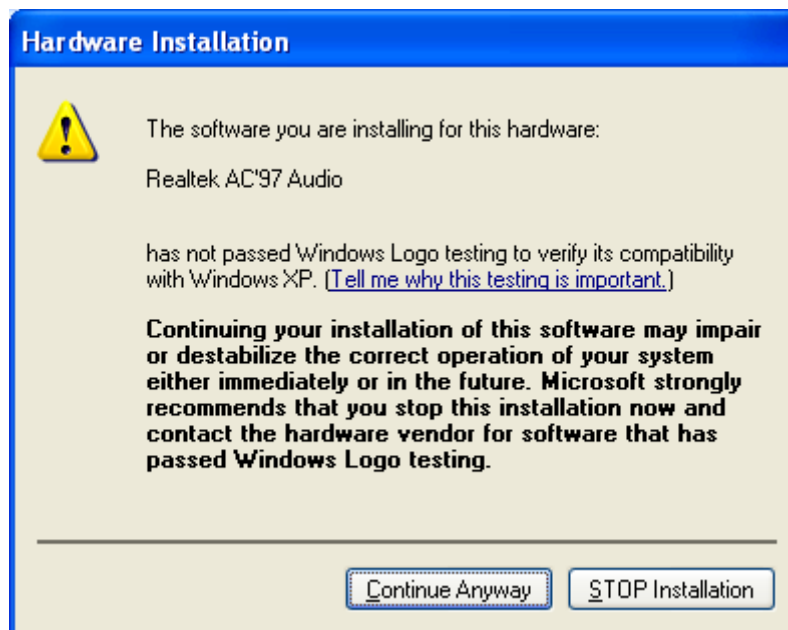 Hardware Installation
The software you are installing for this hardware:
Realtek AC'97 Audio
has not passed Windows Logo testing to verify its compatibility
with Windows XP. (Tell me why this testing is important.)
Continuing your installation of this software may impair
or destabilize the correct operation of your system
either immediately or in the future. Microsoft strongly
recommends that you stop this installation now and
contact the hardware vendor for software that has
passed Windows Logo testing.
Continue Anyway
STOP Installation